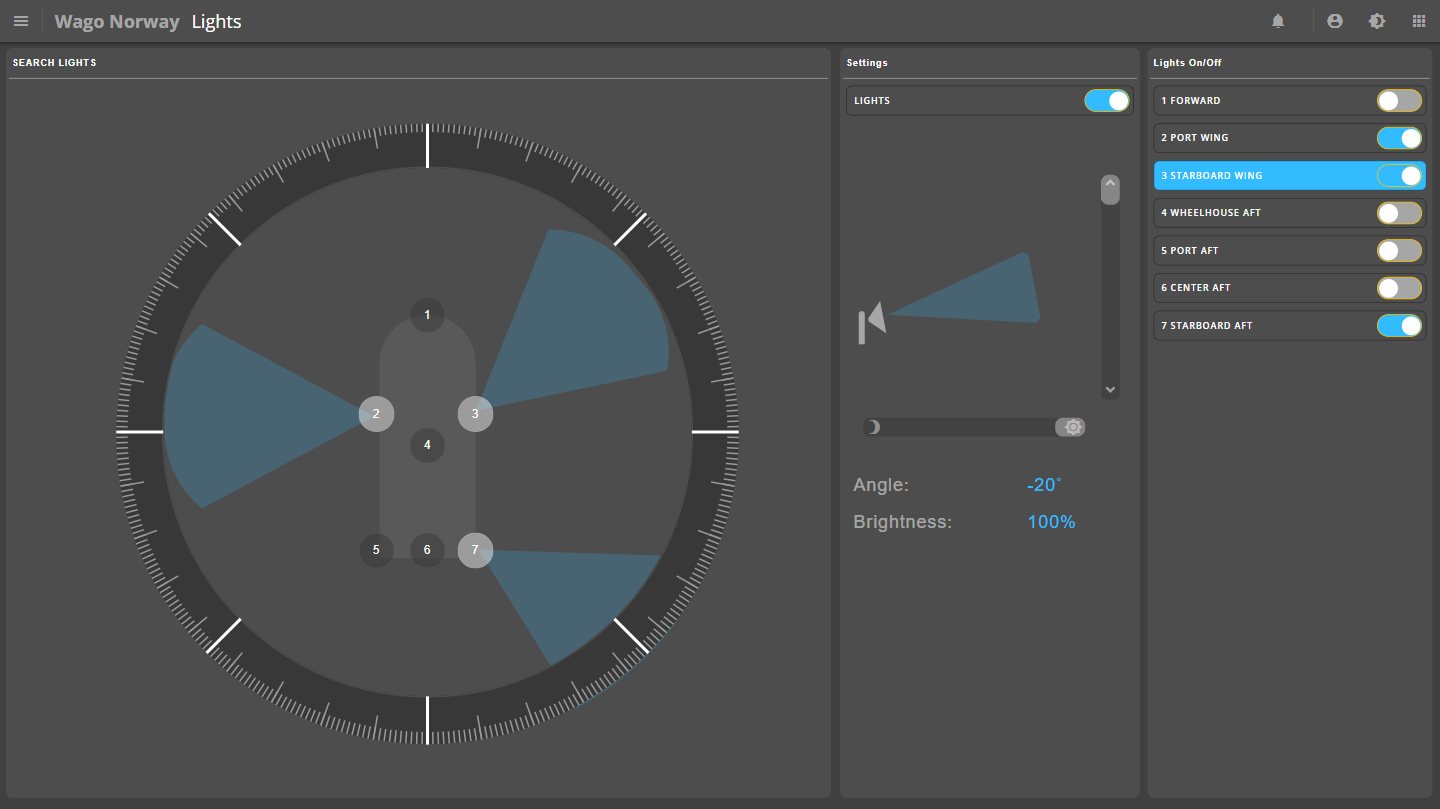 Wago Norway Lights
SEARCH LIGHTS
1
2
3
4
5
6
7
Settings
LIGHTS
Angle: -20°
Brightness: 100%
Lights On/Off
1 FORWARD
2 PORT WING
3 STARBOARD WING
4 WHEELHOUSE AFT
5 PORT AFT
6 CENTER AFT
7 STARBOARD AFT